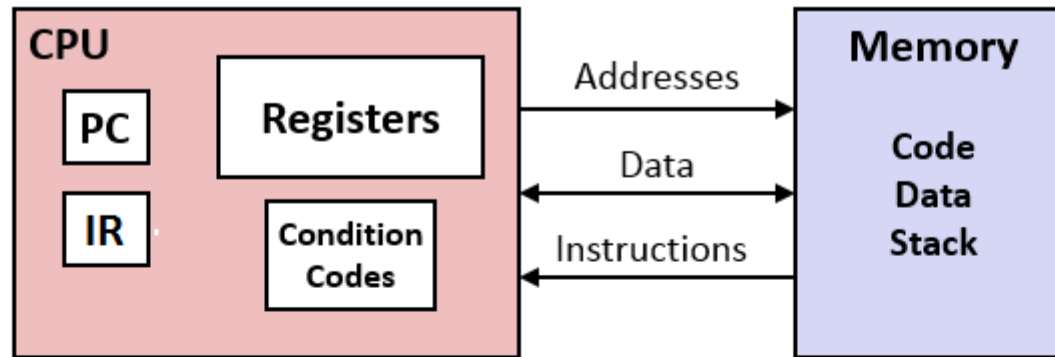 CPU
PC
Registers
IR
Condition
Codes
Addresses
Data
Instructions
Memory
Code
Data
Stack